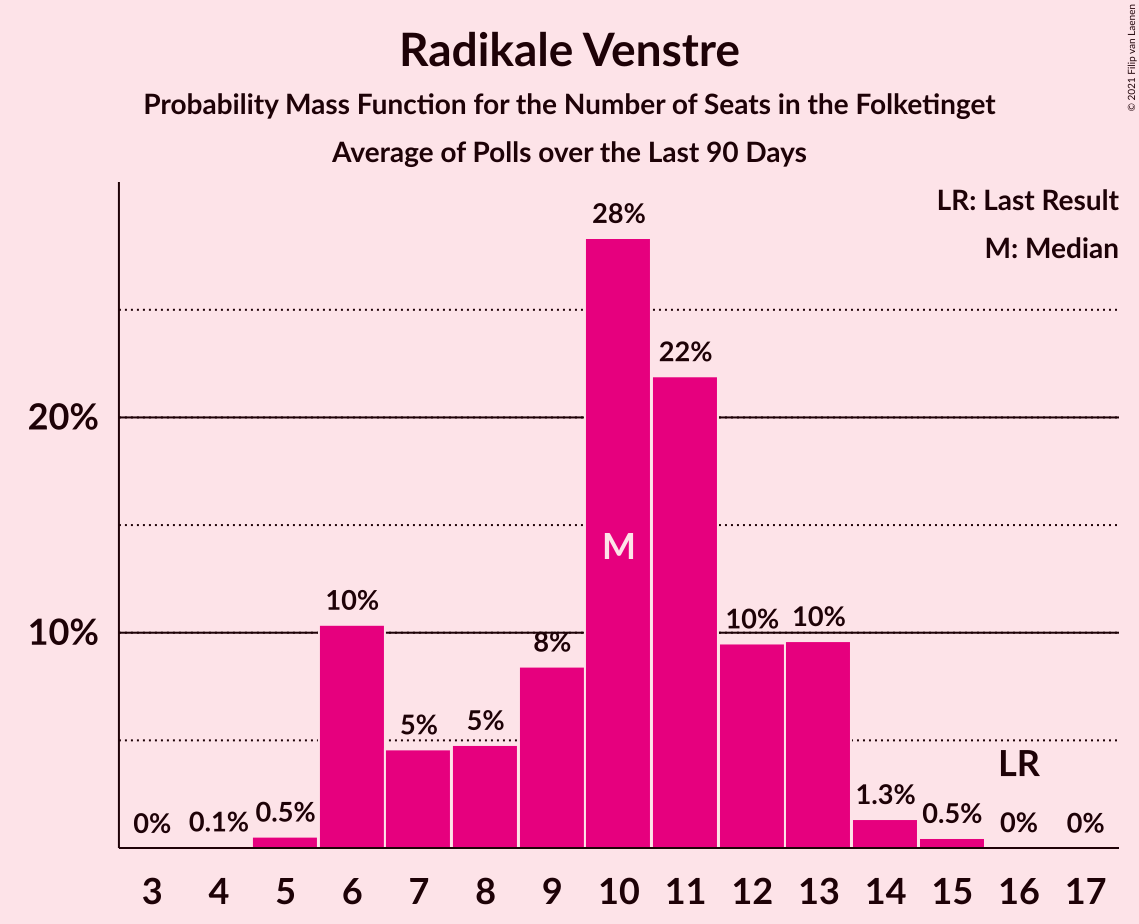 Radikale Venstre
Probability Mass Function for the Number of Seats in the Folketinget
Average of Polls over the Last 90 Days
© 2021 Filip van Laenen
LR: Last Result
M: Median
28%
22%
20%
M
10%
10%
10%
10%
8%
5%
5%
LR
0%
0.1%
0.5%
1.3%
0.5%
0%
0%
3 4 5 6 7 8 9 10 11 12 13 14 15 16 17